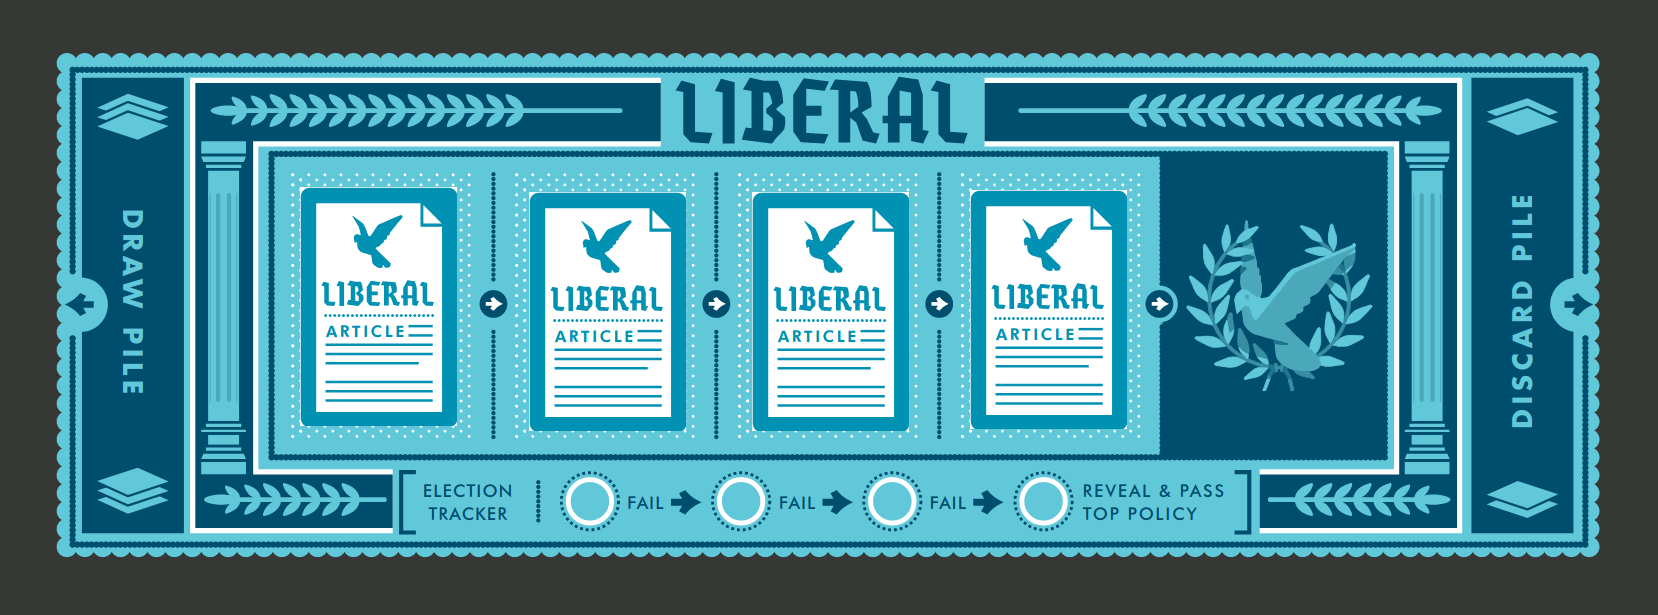 LIBERAL
DRAW PILE
LIBERAL
ARTICLE
LIBERAL
ARTICLE
LIBERAL
ARTICLE
LIBERAL
ARTICLE
DISCARD PILE
ELECTION
TRACKER
FAIL
FAIL
FAIL
REVEAL & PASS
TOP POLICY